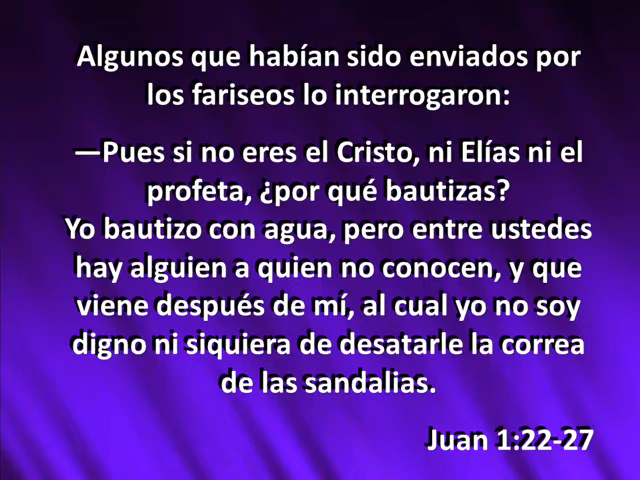 Algunos que habían sido enviados por
los fariseos lo interrogaron:
—Pues si no eres el Cristo, ni Elías ni el
profeta, ¿por qué bautizas?
Yo bautizo con agua, pero entre ustedes
hay alguien a quien no conocen, y que
viene después de mí, al cual yo no soy
digno ni siquiera de desatarle la correa
de las sandalias.
Juan 1:22-27